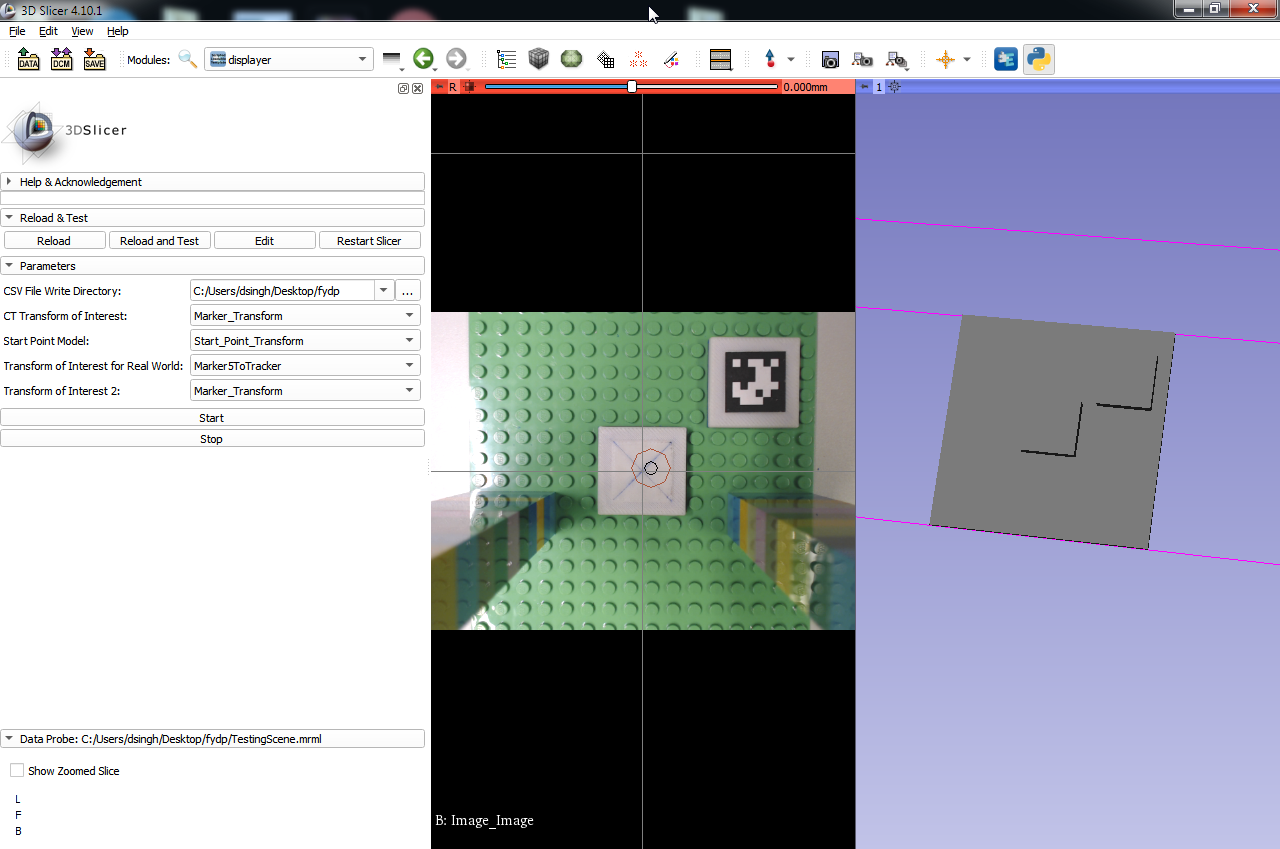 3D Slicer 4.10.1
File Edit View Help
DATA DCM SAVE Modules: displayer
R 0.000mm 1
3DSlicer
Help & Acknowledgement
Reload & Test
Reload Reload and Test Edit Restart Slicer
Parameters
CSV File Write Directory: C:/Users/dsingh/Desktop/fydp ...
CT Transform of Interest: Marker_Transform
Start Point Model: Start_Point_Transform
Transform of Interest for Real World: Marker5ToTracker
Transform of Interest 2: Marker_Transform
Start
Stop
Data Probe: C:/Users/dsingh/Desktop/fydp/TestingScene.mrml
Show Zoomed Slice
L
F
B
B: Image_Image